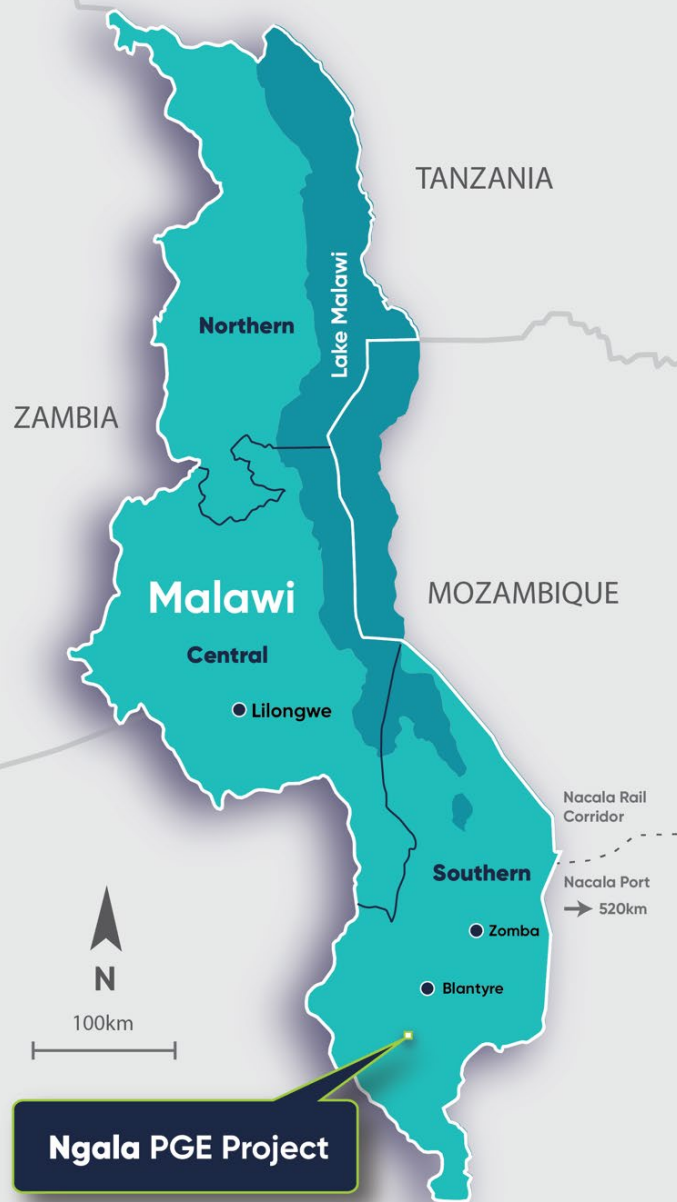 TANZANIA
Lake Malawi
Northern
ZAMBIA
Malawi
MOZAMBIQUE
Central
Lilongwe
Nacala Rail
Corridor
Southern
Nacala Port
520km
Zomba
N
Blantyre
100km
Ngala PGE Project